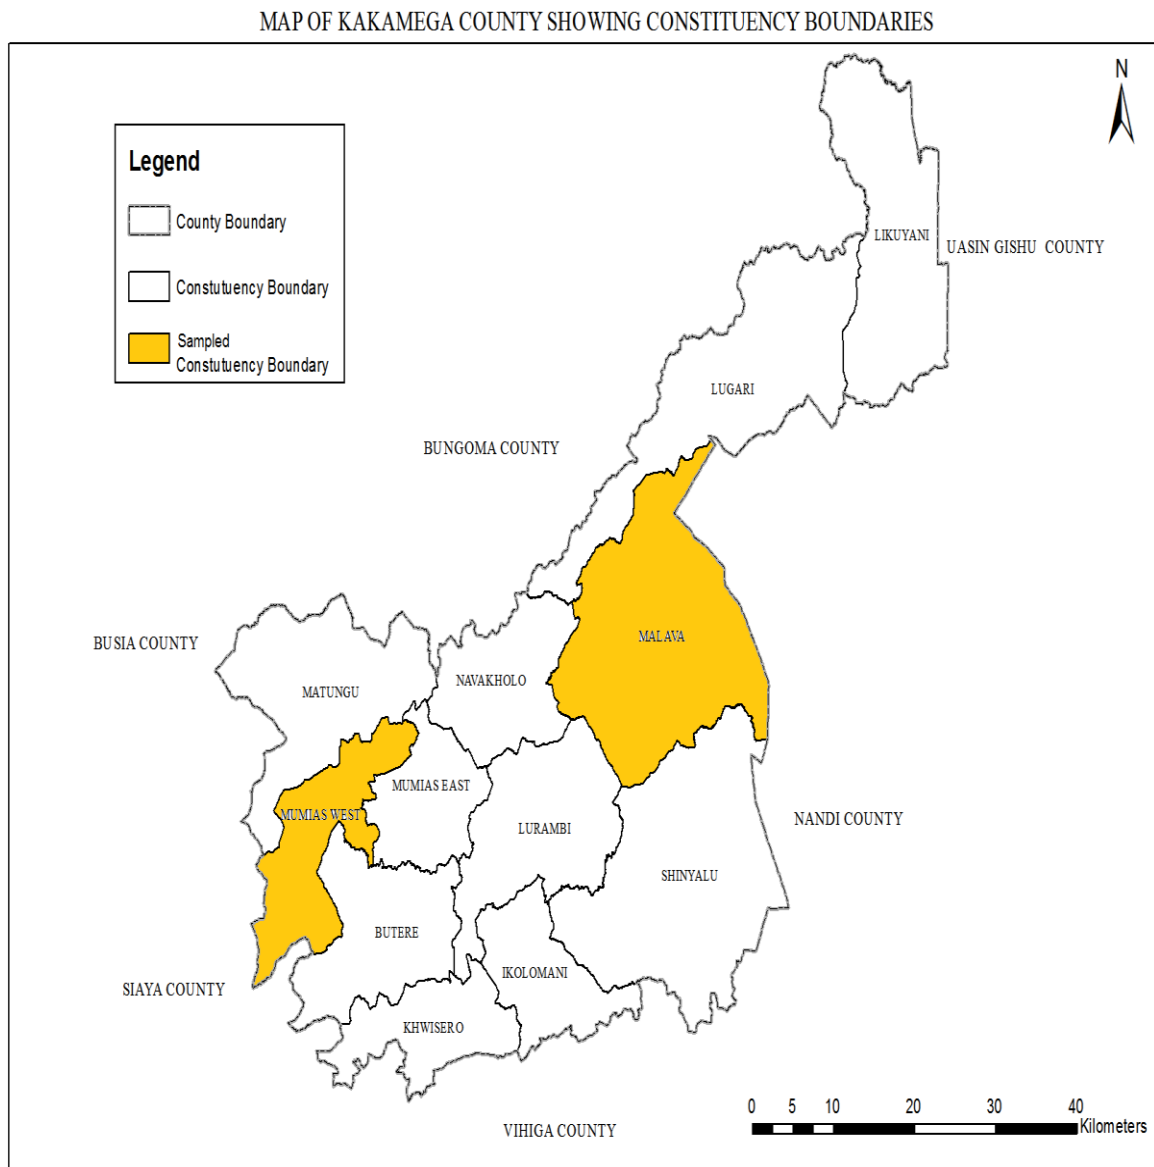 MAP OF KAKAMEGA COUNTY SHOWING CONSTITUENCY BOUNDARIES
N
Legend
County Boundary
Constutuency Boundary
Sampled
Constutuency Boundary
LIKUYANI
UASIN GISHU COUNTY
LUGARI
BUNGOMA COUNTY
MALAVA
BUSIA COUNTY
NAVAKHOLO
MATUNGU
MUMIAS EAST
MUMIAS WEST
LURAMBI
NANDI COUNTY
SHINYALU
BUTERE
IKOLOMANI
SIAYA COUNTY
KHWISERO
0 5 10 20 30 40
Kilometers
VIHIGA COUNTY